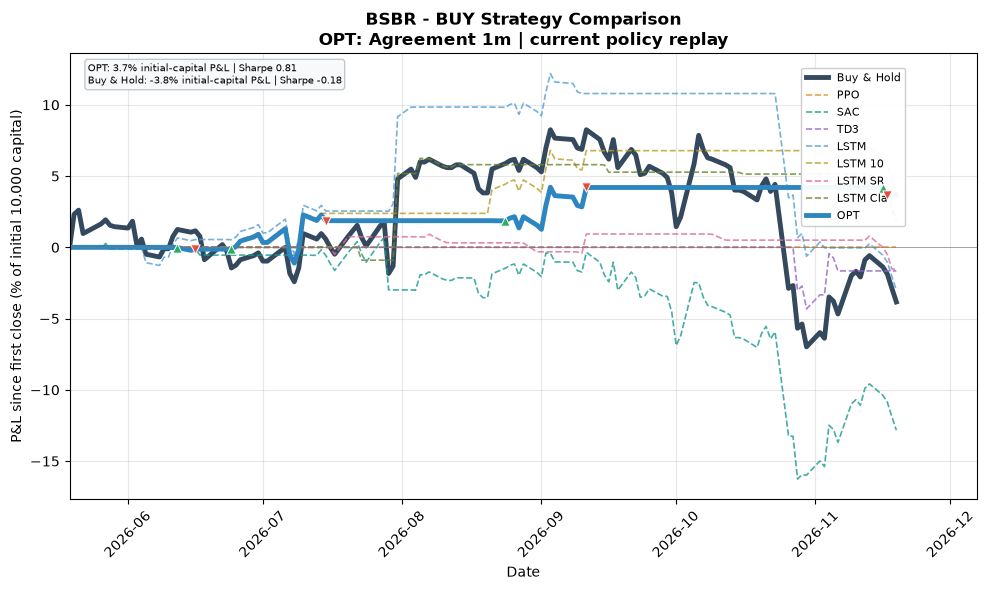 BSBR - BUY Strategy Comparison
OPT: Agreement 1m | current policy replay
OPT: 3.7% initial-capital P&L | Sharpe 0.81
Buy & Hold: -3.8% initial-capital P&L | Sharpe -0.18
Buy & Hold
PPO
SAC
TD3
LSTM
LSTM 10
LSTM SR
LSTM Cla
OPT
P&L since first close (% of initial 10,000 capital)
10
5
0
−5
−10
−15
2026-06
2026-07
2026-08
2026-09
2026-10
2026-11
2026-12
Date